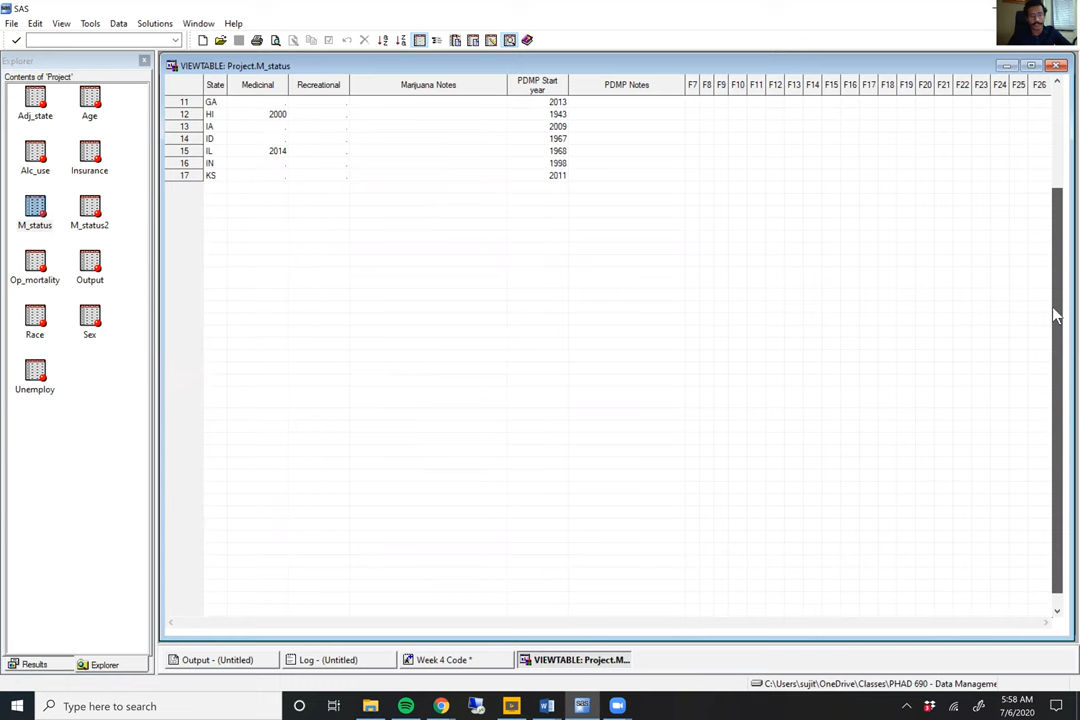 SAS
File Edit View Tools Data Solutions Window Help
Explorer
Contents of 'Project'
Adj_state Age
Alc_use Insurance
M_status M_status2
Op_mortality Output
Race Sex
Unemploy
VIEWTABLE: Project.M_status
State Medicinal Recreational Marijuana Notes PDMP Start year PDMP Notes F7 F8 F9 F10 F11 F12 F13 F14 F15 F16 F17 F18 F19 F20 F21 F22 F23 F24 F25 F26
11 GA . . 2013
12 HI 2000 . 1943
13 IA . . 2009
14 ID . . 1967
15 IL 2014 . 1968
16 IN . . 1998
17 KS . . 2011
Results Explorer
Output - (Untitled) Log - (Untitled) Week 4 Code * VIEWTABLE: Project.M...
C:\Users\sujit\OneDrive\Classes\PHAD 690 - Data Manageme
Type here to search
5:58 AM
7/6/2020